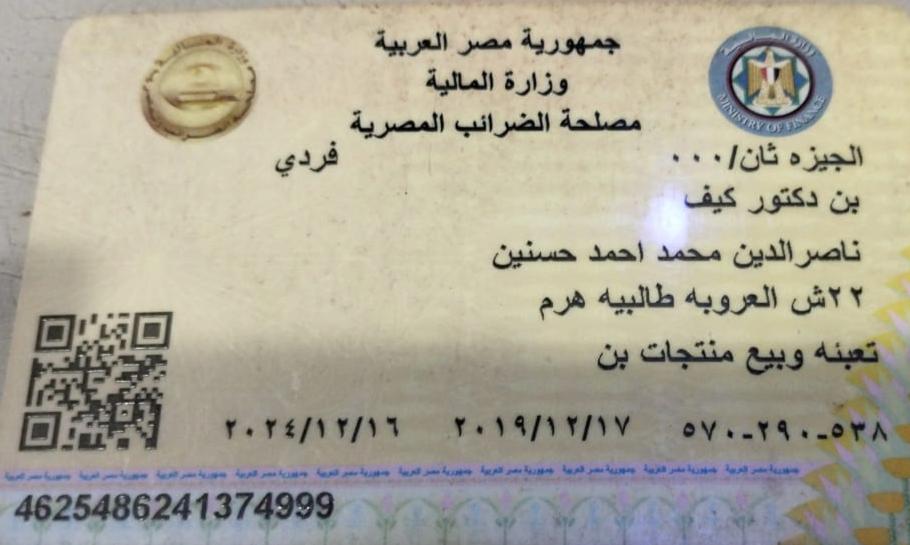 جمهورية مصر العربية
وزارة المالية
مصلحة الضرائب المصرية
MINISTRY OF FINANCE
الجيزه ثان/٠٠٠ فردي
بن دكتور كيف
ناصرالدين محمد احمد حسنين
٢٢ش العروبه طالبيه هرم
تعبئه وبيع منتجات بن
٥٧٠-٢٩٠-٥٣٨ ٢٠١٩/١٢/١٧ ٢٠٢٤/١٢/١٦
جمهورية مصر العربية جمهورية مصر العربية جمهورية مصر العربية جمهورية مصر العربية جمهورية مصر العربية جمهورية مصر العربية جمهورية مصر العربية جمهورية مصر العربية جمهورية مصر العربية جمهورية مصر العربية
4625486241374999